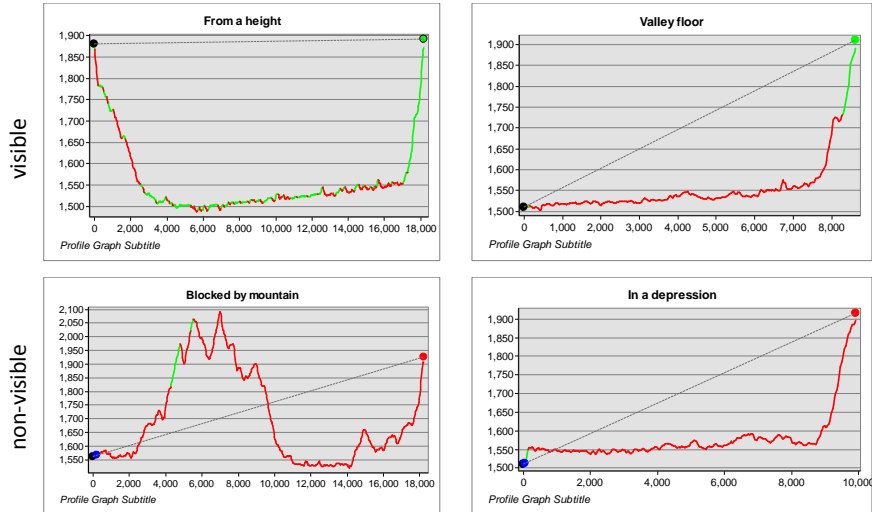 visible
From a height
1,900
1,850
1,800
1,750
1,700
1,650
1,600
1,550
1,500
0 2,000 4,000 6,000 8,000 10,000 12,000 14,000 16,000 18,000
Profile Graph Subtitle
Valley floor
1,900
1,850
1,800
1,750
1,700
1,650
1,600
1,550
1,500
0 1,000 2,000 3,000 4,000 5,000 6,000 7,000 8,000
Profile Graph Subtitle
non-visible
Blocked by mountain
2,100
2,050
2,000
1,950
1,900
1,850
1,800
1,750
1,700
1,650
1,600
1,550
0 2,000 4,000 6,000 8,000 10,000 12,000 14,000 16,000 18,000
Profile Graph Subtitle
In a depression
1,900
1,850
1,800
1,750
1,700
1,650
1,600
1,550
1,500
0 2,000 4,000 6,000 8,000 10,000
Profile Graph Subtitle